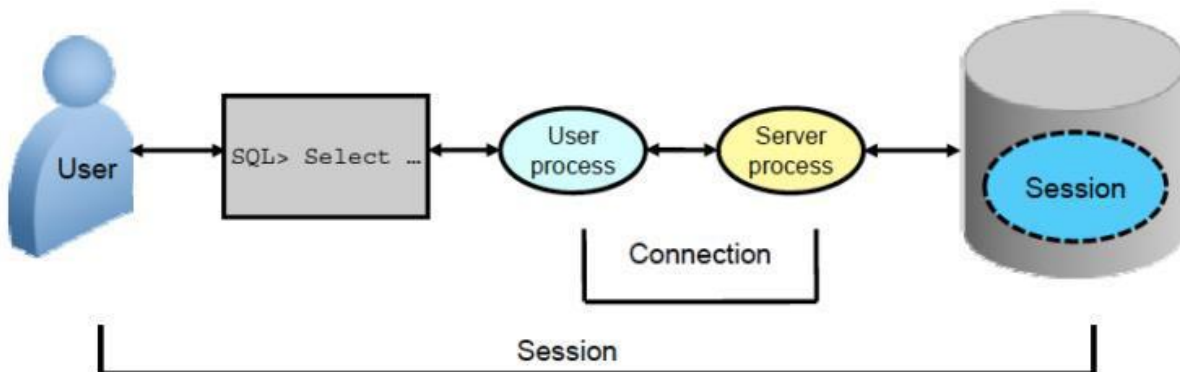 User
SQL> Select …
User
process
Server
process
Session
Connection
Session